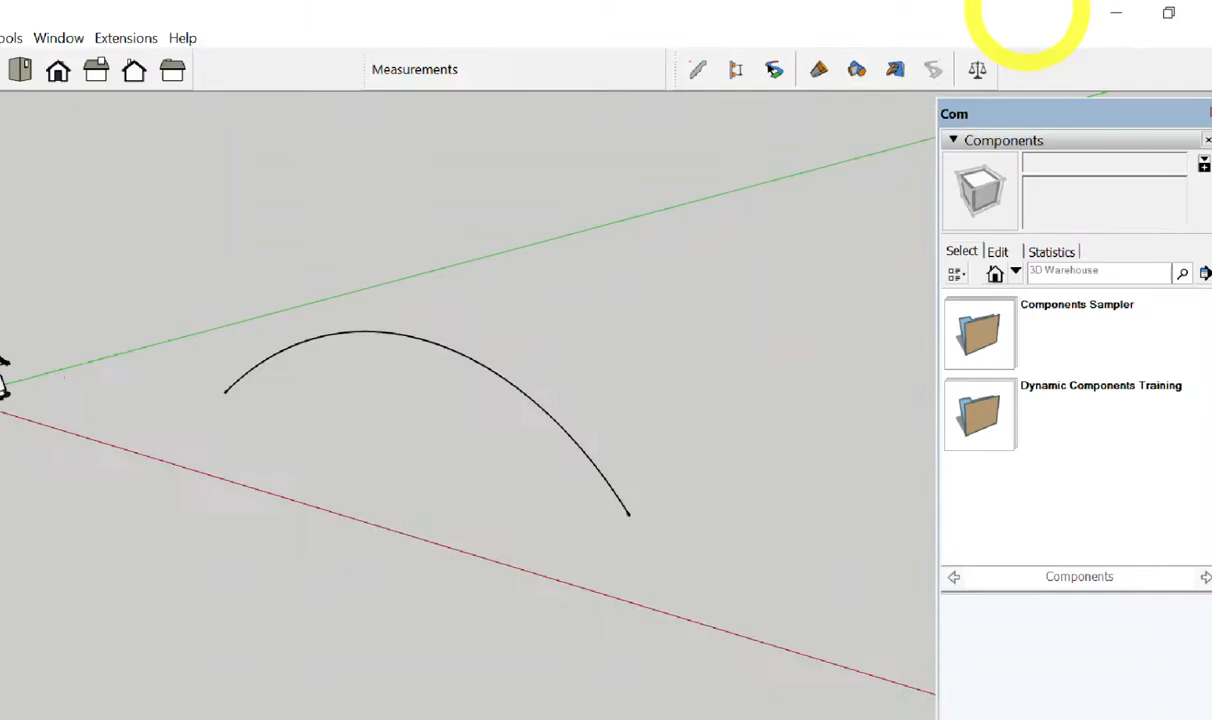 ools Window Extensions Help
Measurements
Com
Components
Select Edit Statistics
3D Warehouse
Components Sampler
Dynamic Components Training
Components